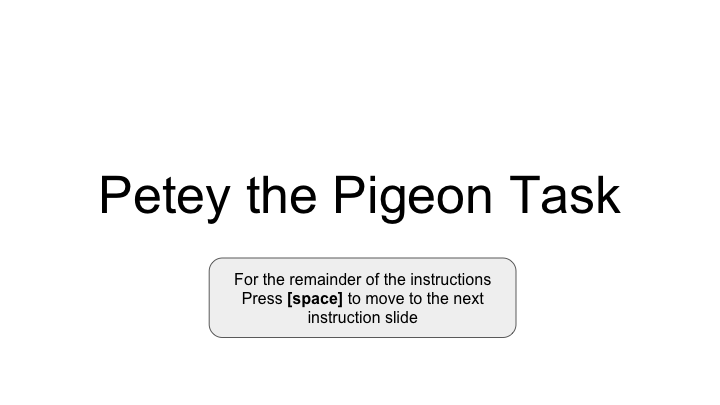 Petey the Pigeon Task
For the remainder of the instructions
Press [space] to move to the next
instruction slide